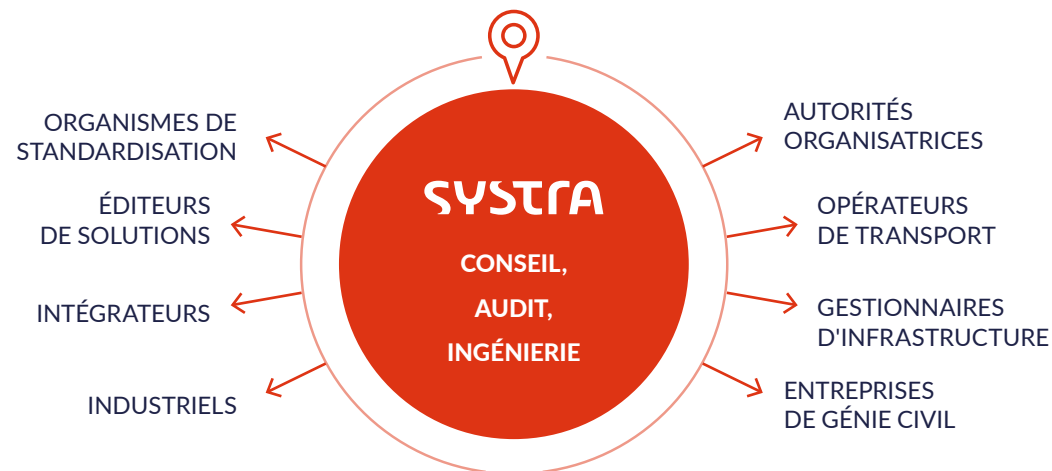 ORGANISMES DE
STANDARDISATION
ÉDITEURS
DE SOLUTIONS
INTÉGRATEURS
INDUSTRIELS
SYSTRA
CONSEIL,
AUDIT,
INGÉNIERIE
AUTORITÉS
ORGANISATRICES
OPÉRATEURS
DE TRANSPORT
GESTIONNAIRES
D'INFRASTRUCTURE
ENTREPRISES
DE GÉNIE CIVIL